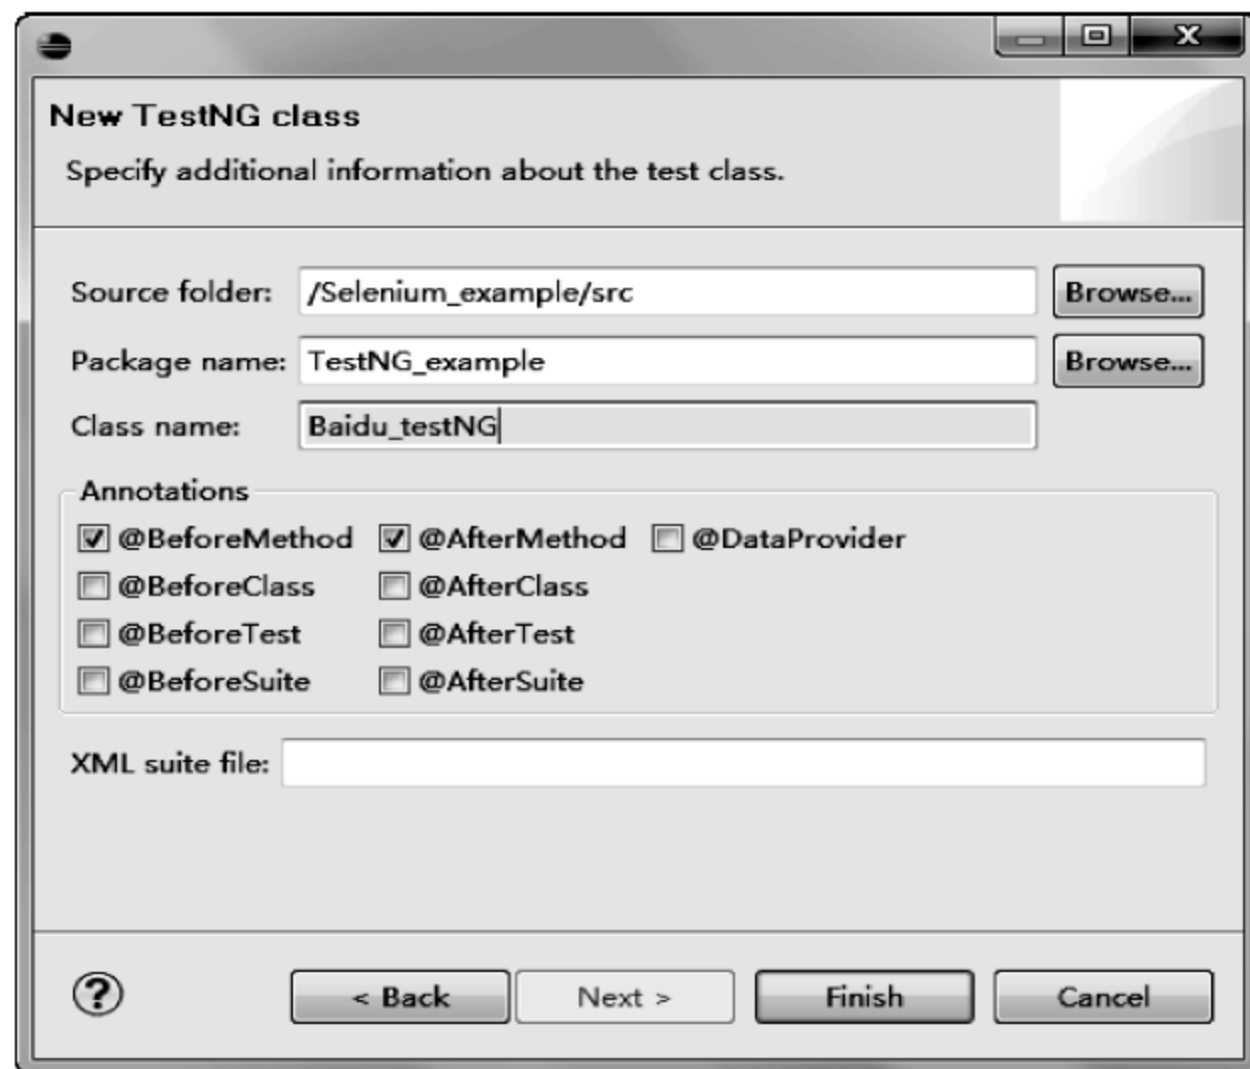 New TestNG class
Specify additional information about the test class.
Source folder: /Selenium_example/src Browse...
Package name: TestNG_example Browse...
Class name: Baidu_testNG
Annotations
@BeforeMethod @AfterMethod @DataProvider
@BeforeClass @AfterClass
@BeforeTest @AfterTest
@BeforeSuite @AfterSuite
XML suite file:
? < Back Next > Finish Cancel